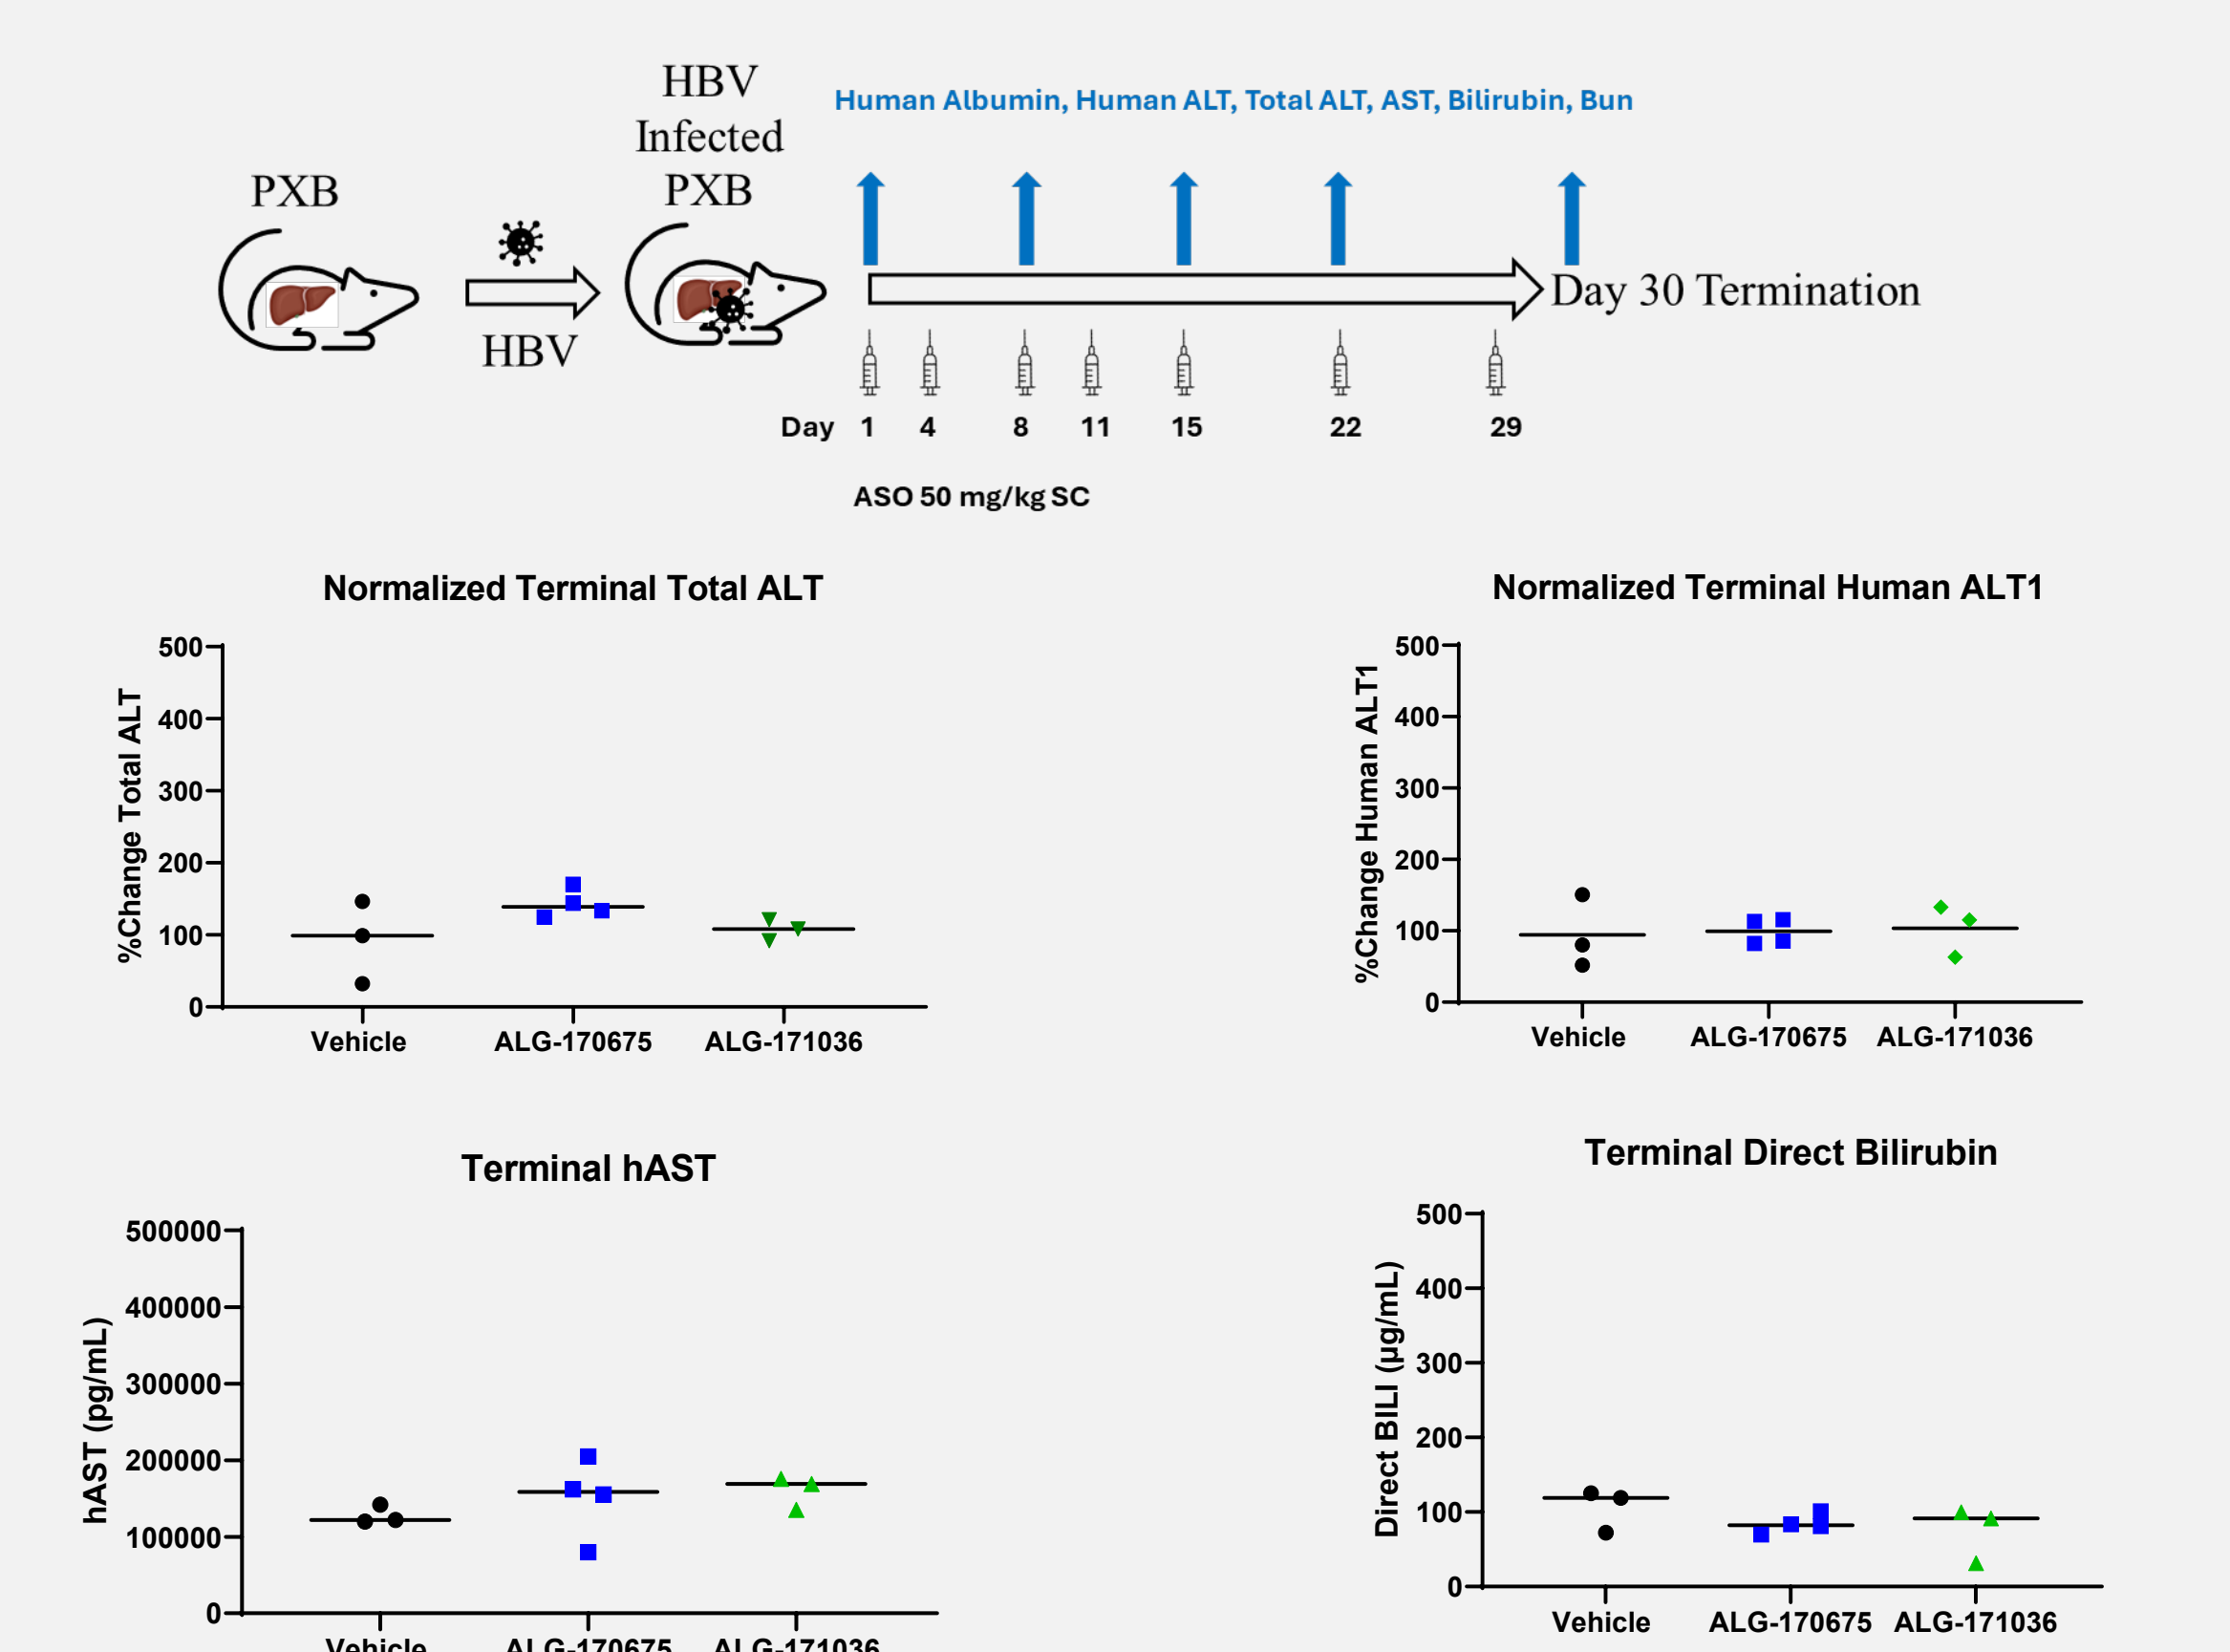 HBV
Infected
PXB
Human Albumin, Human ALT, Total ALT, AST, Bilirubin, Bun
PXB
HBV
Day 30 Termination
Day 1 4 8 11 15 22 29
ASO 50 mg/kg SC
Normalized Terminal Total ALT
%Change Total ALT
500
400
300
200
100
0
Vehicle ALG-170675 ALG-171036
Normalized Terminal Human ALT1
%Change Human ALT1
500
400
300
200
100
0
Vehicle ALG-170675 ALG-171036
Terminal hAST
hAST (pg/mL)
500000
400000
300000
200000
100000
0
Vehicle ALG-170675 ALG-171036
Terminal Direct Bilirubin
Direct BILI (µg/mL)
500
400
300
200
100
0
Vehicle ALG-170675 ALG-171036